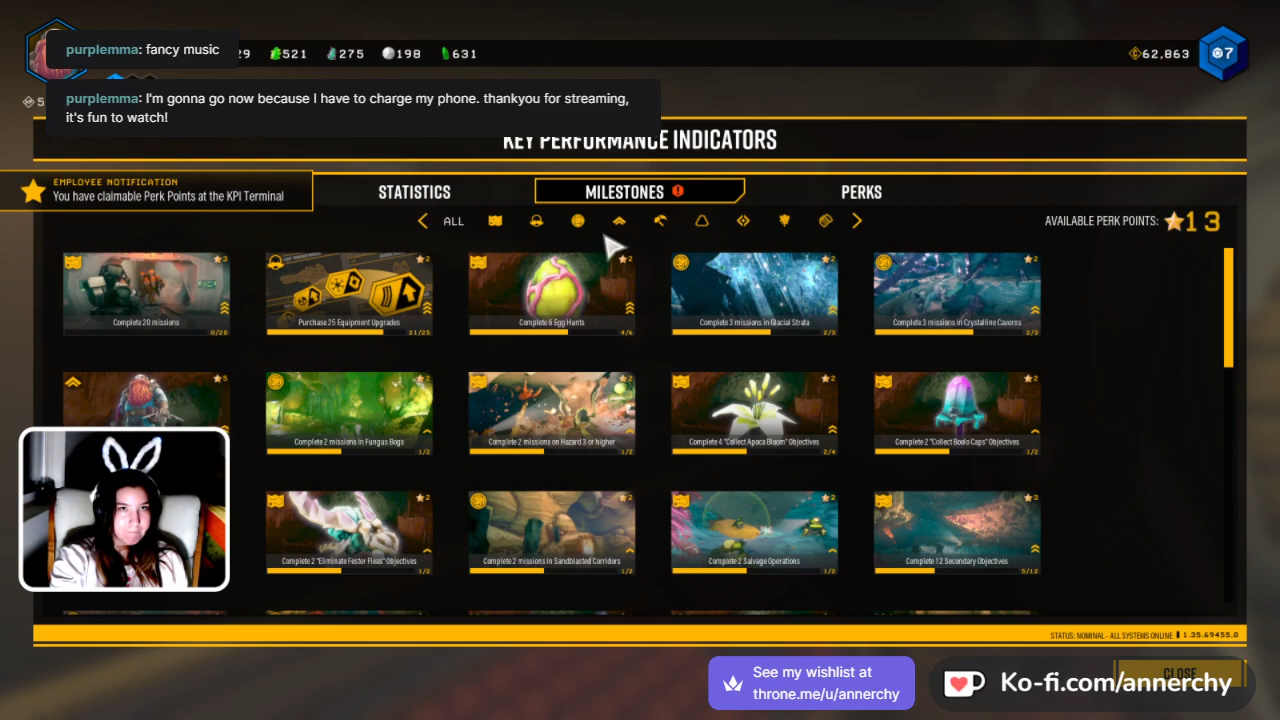 purplemma: fancy music
29
521
275
198
631
62,863
7
5
purplemma: I'm gonna go now because I have to charge my phone. thankyou for streaming,
it's fun to watch!
KEY PERFORMANCE INDICATORS
EMPLOYEE NOTIFICATION
You have claimable Perk Points at the KPI Terminal
STATISTICS
MILESTONES
PERKS
ALL
AVAILABLE PERK POINTS:
13
3
Complete 20 missions
0/20
2
Purchase 25 Equipment Upgrades
21/25
2
Complete 6 Egg Hunts
4/6
2
Complete 3 missions in Glacial Strata
2/3
2
Complete 3 missions in Crystalline Caverns
2/3
5
2
Complete 2 missions in Fungus Bogs
1/2
2
Complete 2 missions on Hazard 3 or higher
1/2
2
Complete 4 "Collect Apoca Bloom" Objectives
2/4
2
Complete 2 "Collect Boolo Caps" Objectives
1/2
2
Complete 2 "Eliminate Fester Fleas" Objectives
1/2
2
Complete 2 missions in Sandblasted Corridors
1/2
2
Complete 2 Salvage Operations
1/2
3
Complete 12 Secondary Objectives
5/12
STATUS: NOMINAL - ALL SYSTEMS ONLINE
1.35.69455.0
CLOSE
See my wishlist at
throne.me/u/annerchy
Ko-fi.com/annerchy